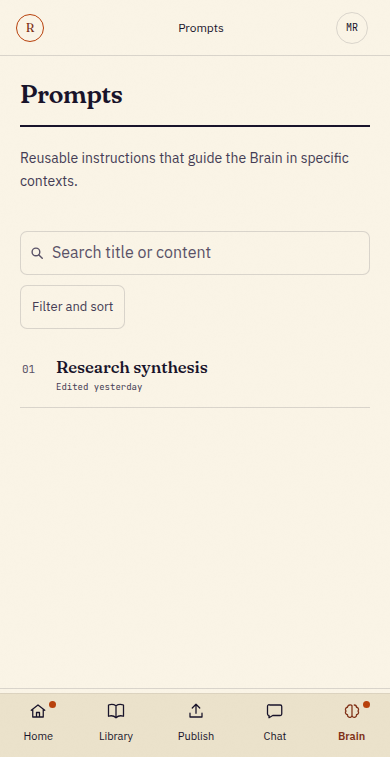 R
Prompts
MR
Prompts
Reusable instructions that guide the Brain in specific
contexts.
Search title or content
Filter and sort
01
Research synthesis
Edited yesterday
Home
Library
Publish
Chat
Brain